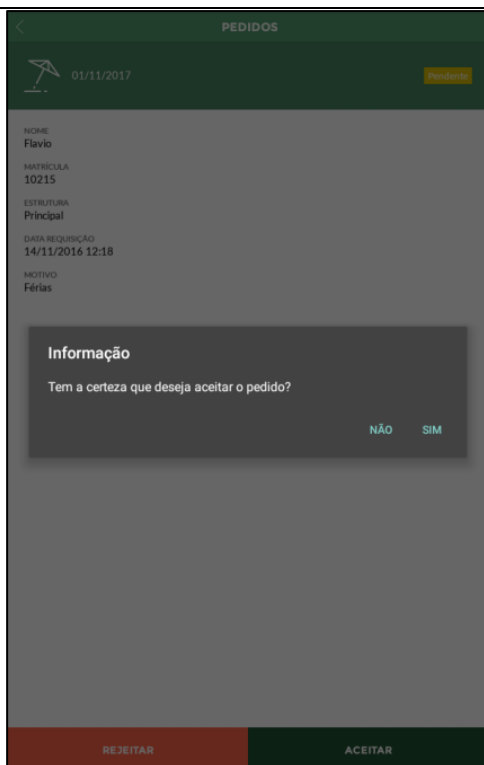 PEDIDOS
01/11/2017
Pendente
NOME
Flavio
MATRÍCULA
10215
ESTRUTURA
Principal
DATA REQUISIÇÃO
14/11/2016 12:18
MOTIVO
Férias
Informação
Tem a certeza que deseja aceitar o pedido?
NÃO SIM
REJEITAR ACEITAR